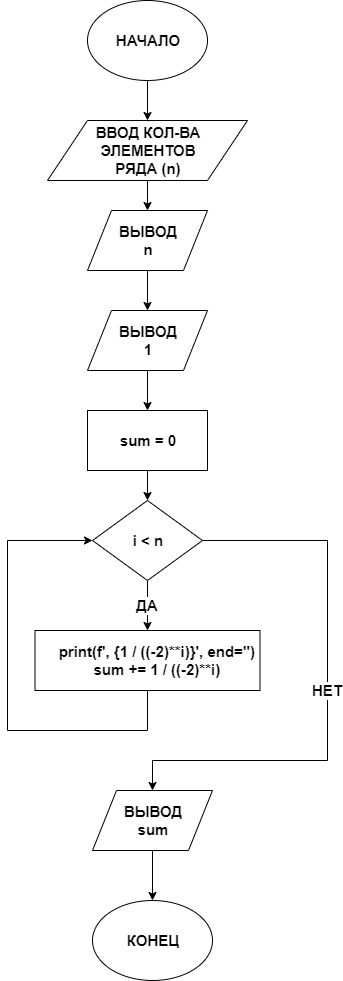 НАЧАЛО
ВВОД КОЛ-ВА
ЭЛЕМЕНТОВ
РЯДА (n)
ВЫВОД
n
ВЫВОД
1
sum = 0
i < n
ДА
print(f', {1 / ((-2)**i)}', end='')
sum += 1 / ((-2)**i)
НЕТ
ВЫВОД
sum
КОНЕЦ